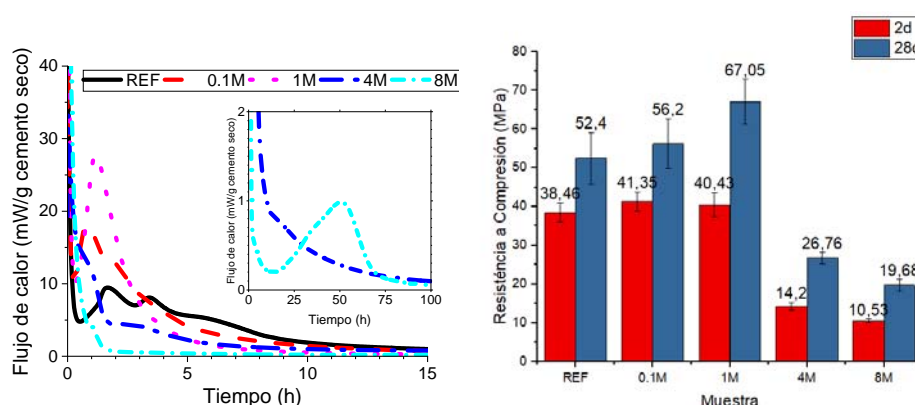 Flujo de calor (mW/g cemento seco)
40
30
20
10
0
REF 0.1M 1M 4M 8M
Flujo de calor (mW/g cemento seco)
2
1
0
0 25 50 75 100
Tiempo (h)
0 5 10 15
Tiempo (h)
2d
28d
Resistência a Compresión (MPa)
80
70
60
50
40
30
20
10
0
38,46 52,4
41,35 56,2
40,43 67,05
14,2 26,76
10,53 19,68
REF 0.1M 1M 4M 8M
Muestra